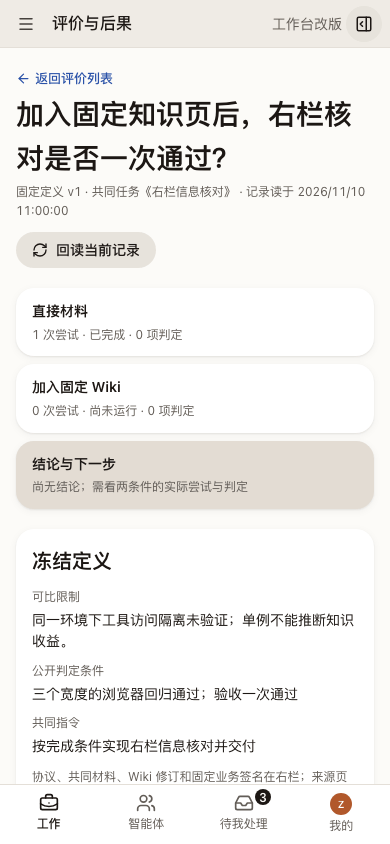 评价与后果
工作台改版
返回评价列表
加入固定知识页后，右栏核
对是否一次通过?
固定定义 v1 · 共同任务《右栏信息核对》 · 记录读于 2026/11/10
11:00:00
回读当前记录
直接材料
1 次尝试 · 已完成 · 0 项判定
加入固定 Wiki
0 次尝试 · 尚未运行 · 0 项判定
结论与下一步
尚无结论；需看两条件的实际尝试与判定
冻结定义
可比限制
同一环境下工具访问隔离未验证；单例不能推断知识
收益。
公开判定条件
三个宽度的浏览器回归通过；验收一次通过
共同指令
按完成条件实现右栏信息核对并交付
协议、共同材料、Wiki 修订和固定业务签名在右栏；来源页
工作
智能体
3
待我处理
z
我的